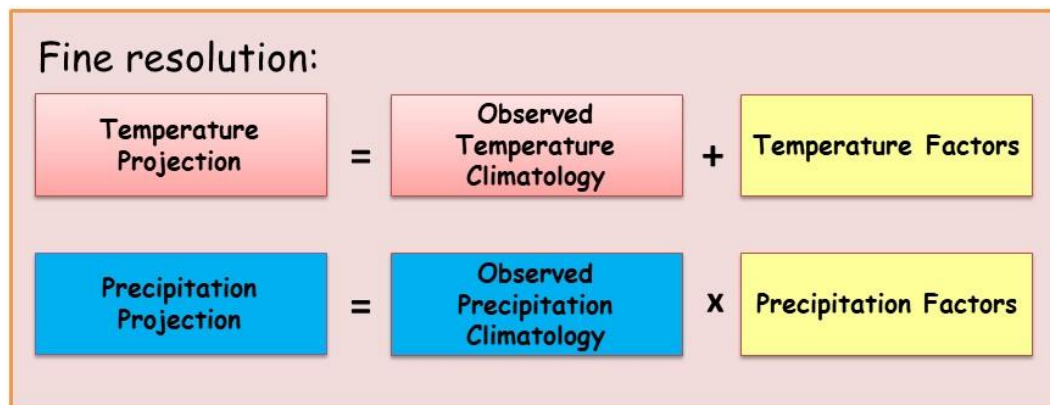 Fine resolution:
Temperature
Projection
=
Observed
Temperature
Climatology
+
Temperature Factors
Precipitation
Projection
=
Observed
Precipitation
Climatology
x
Precipitation Factors